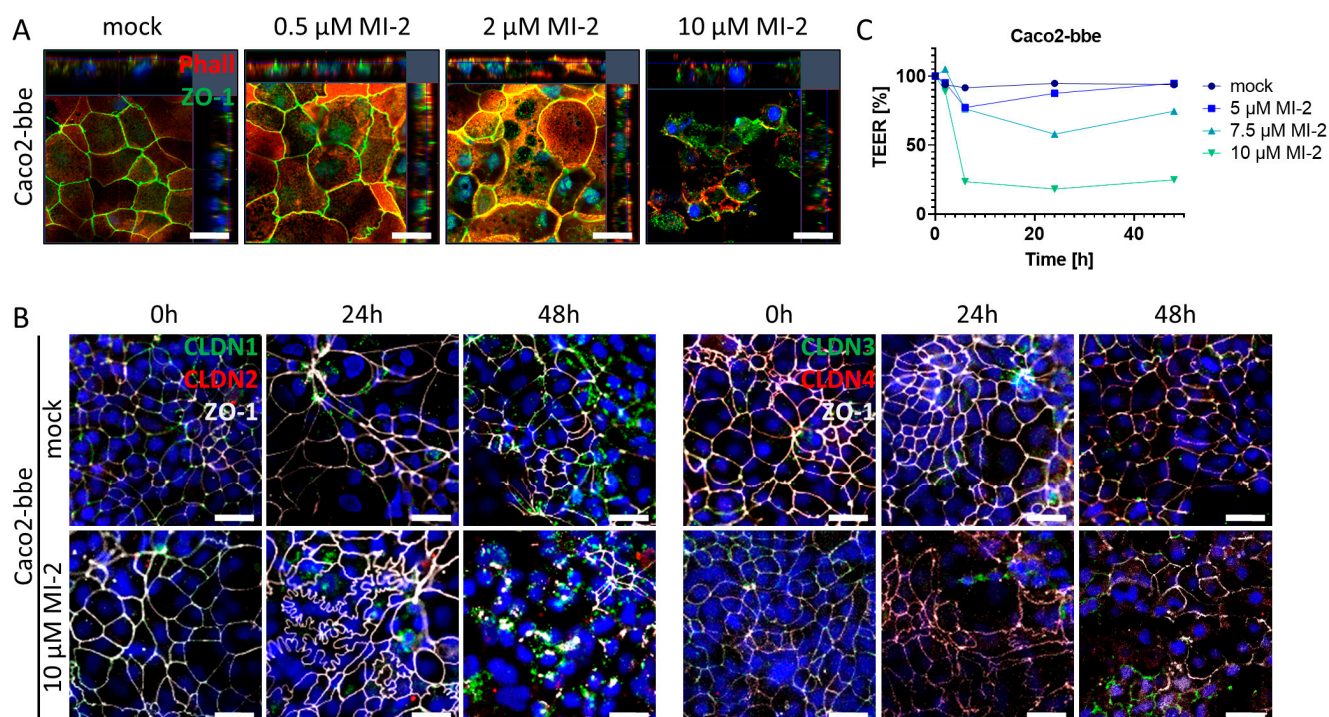 A
mock
0.5 µM MI-2
2 µM MI-2
10 µM MI-2
Caco2-bbe
Phall
ZO-1
C
Caco2-bbe
TEER [%]
100
50
0
0
20
40
Time [h]
mock
5 µM MI-2
7.5 µM MI-2
10 µM MI-2
B
0h
24h
48h
0h
24h
48h
Caco2-bbe
mock
10 µM MI-2
CLDN1
CLDN2
ZO-1
CLDN3
CLDN4
ZO-1